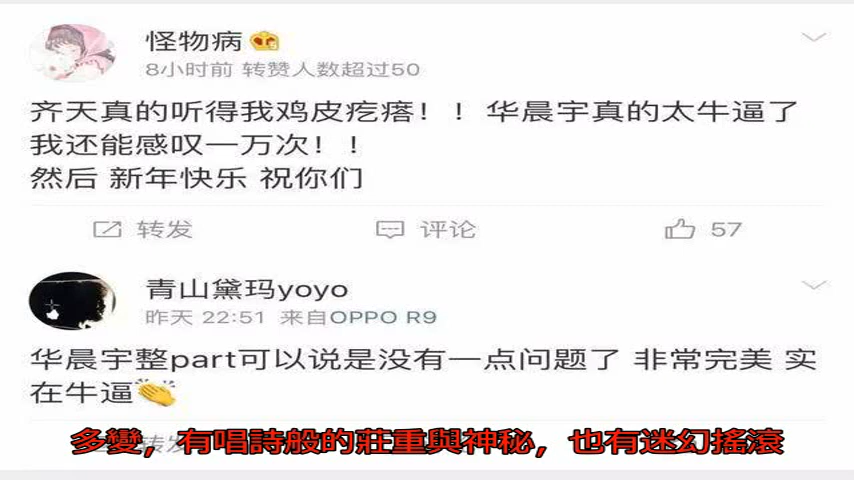 怪物病
8小时前 转赞人数超过50
齐天真的听得我鸡皮疙瘩！！华晨宇真的太牛逼了
我还能感叹一万次！！
然后 新年快乐 祝你们
转发 评论 57
青山黛玛yoyo
昨天 22:51 来自OPPO R9
华晨宇整part可以说是没有一点问题了 非常完美 实
在牛逼
多變，有唱詩般的莊重與神秘，也有迷幻搖滾